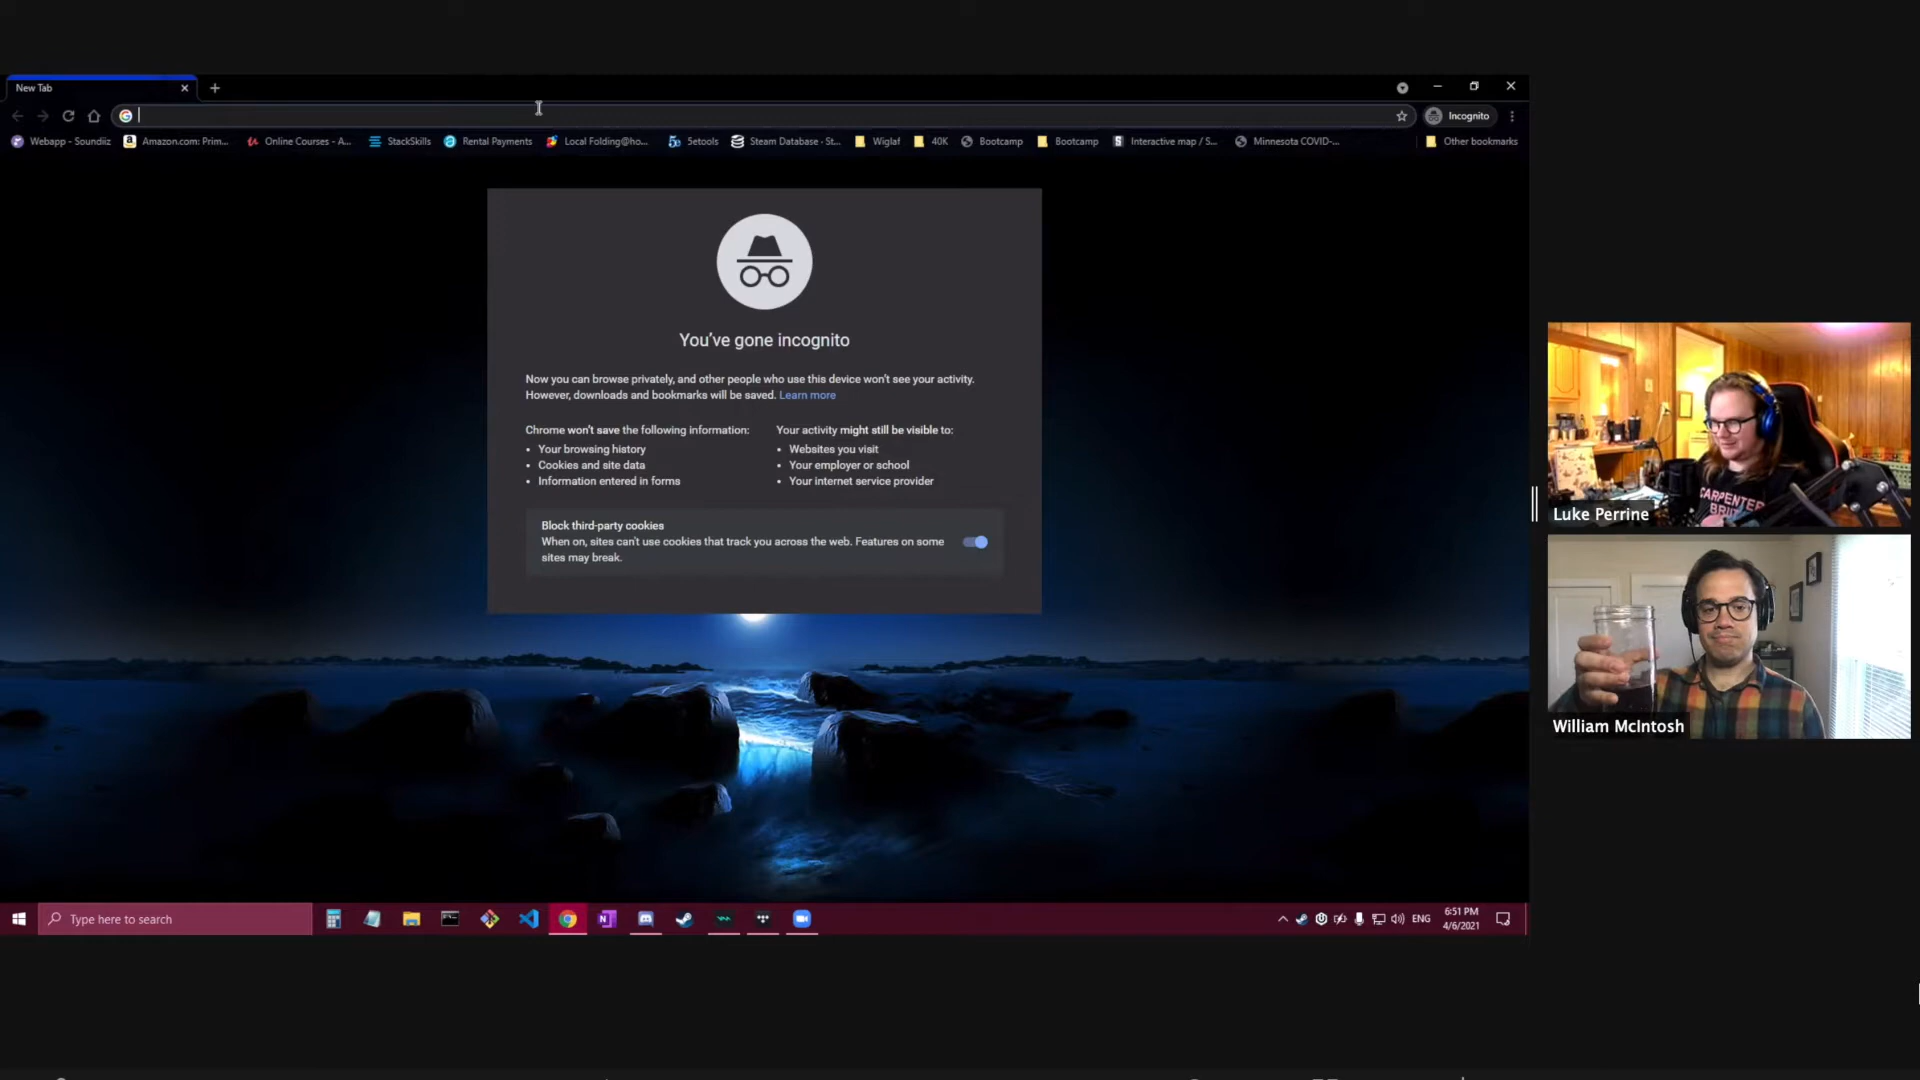 New Tab
Incognito
Webapp - Soundiiz
Amazon.com: Prim...
Online Courses - A...
StackSkills
Rental Payments
Local Folding@ho...
5etools
Steam Database - St...
Wiglaf
40K
Bootcamp
Bootcamp
Interactive map / S...
Minnesota COVID-...
Other bookmarks
You've gone incognito
Now you can browse privately, and other people who use this device won't see your activity.
However, downloads and bookmarks will be saved. Learn more
Chrome won't save the following information:
• Your browsing history
• Cookies and site data
• Information entered in forms
Your activity might still be visible to:
• Websites you visit
• Your employer or school
• Your internet service provider
Block third-party cookies
When on, sites can't use cookies that track you across the web. Features on some
sites may break.
CARPENTER
Luke Perrine
William McIntosh
Type here to search
ENG
6:51 PM
4/6/2021